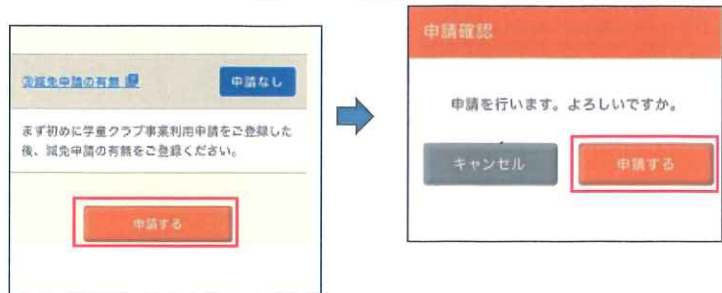 ③減免申請の有無
申請なし
まず初めに学童クラブ事業利用申請をご登録した
後、減免申請の有無をご登録ください。
申請する
申請確認
申請を行います。よろしいですか。
キャンセル
申請する